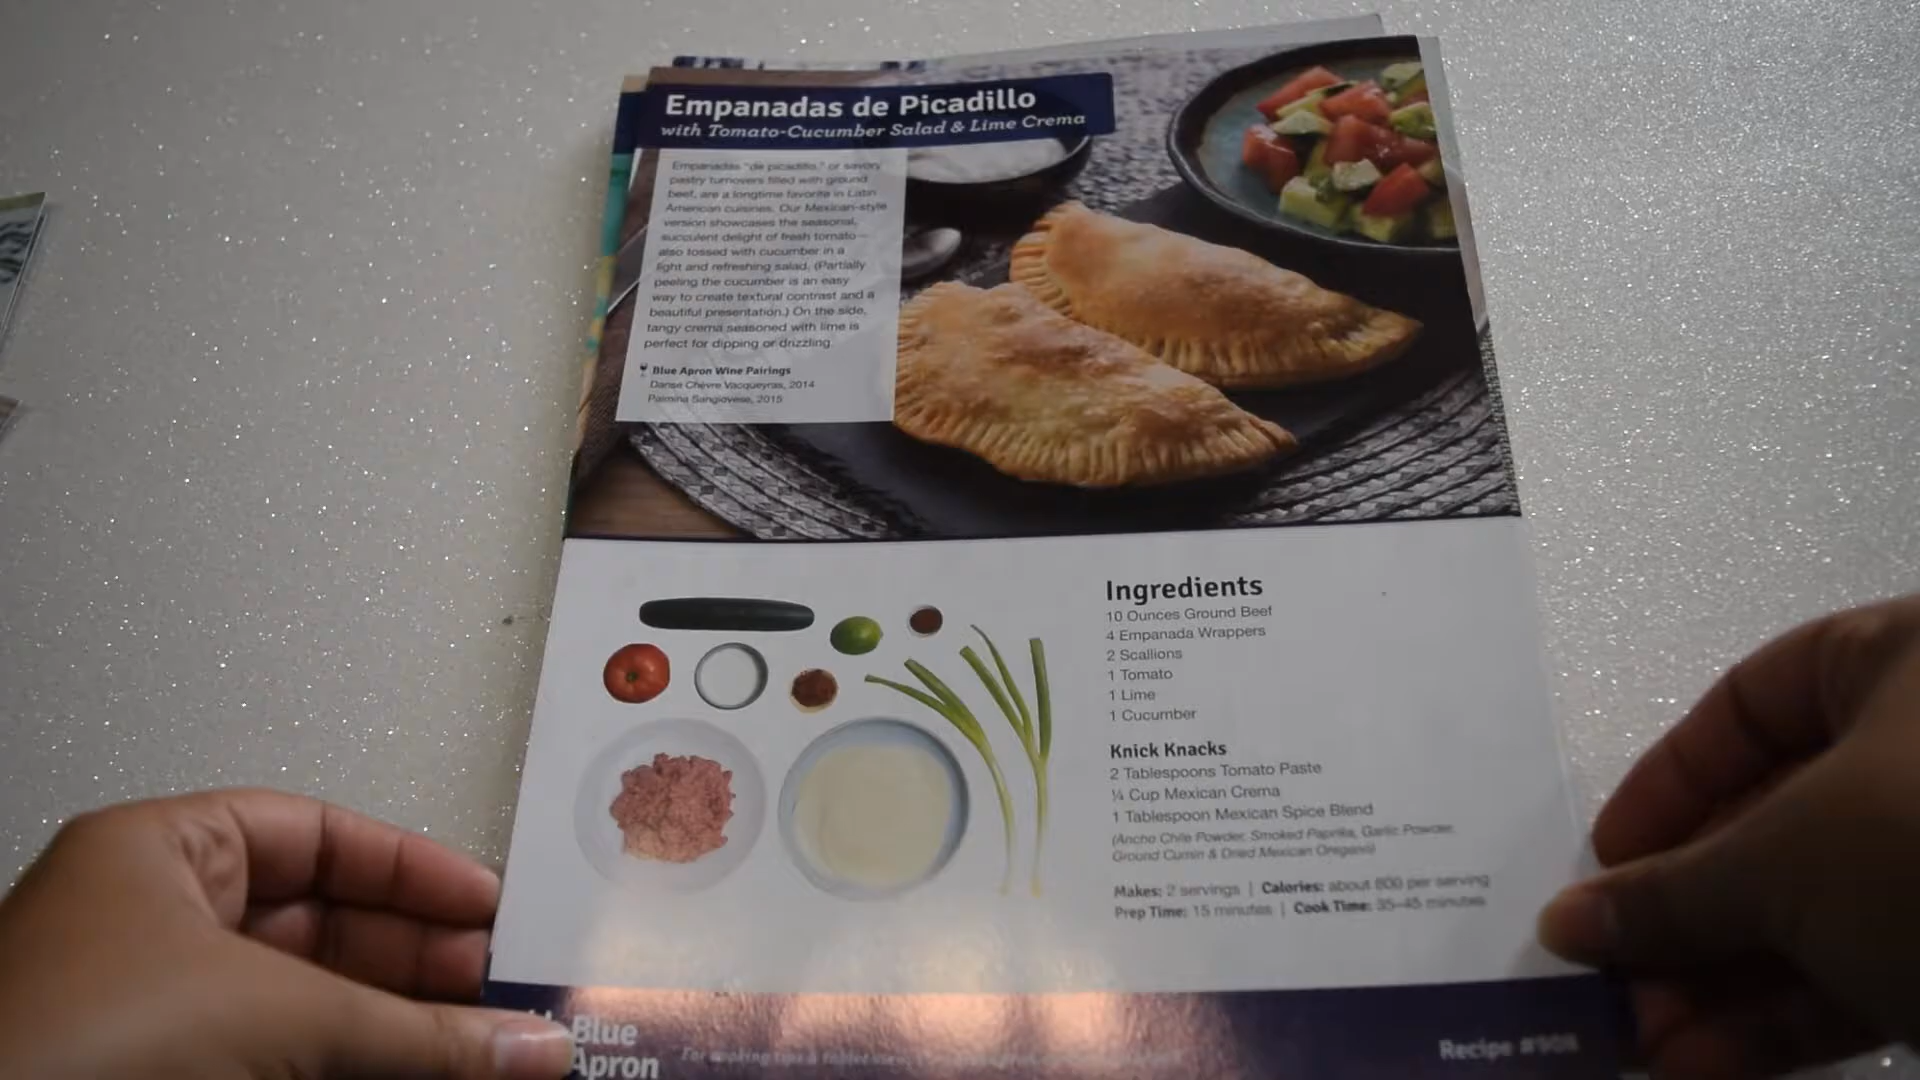 Empanadas de Picadillo
with Tomato-Cucumber Salad & Lime Crema
Empanadas "de picadillo," or savory
pastry turnovers filled with ground
beef, are a longtime favorite in Latin
American cuisines. Our Mexican-style
version showcases the seasonal,
succulent delight of fresh tomato—
also tossed with cucumber in a
light and refreshing salad. (Partially
peeling the cucumber is an easy
way to create textural contrast and a
beautiful presentation.) On the side,
tangy crema seasoned with lime is
perfect for dipping or drizzling.
Blue Apron Wine Pairings
Danse Chèvre Vacqueyras, 2014
Palmina Sangiovese, 2015
Ingredients
10 Ounces Ground Beef
4 Empanada Wrappers
2 Scallions
1 Tomato
1 Lime
1 Cucumber
Knick Knacks
2 Tablespoons Tomato Paste
¼ Cup Mexican Crema
1 Tablespoon Mexican Spice Blend
(Ancho Chile Powder, Smoked Paprika, Garlic Powder,
Ground Cumin & Dried Mexican Oregano)
Makes: 2 servings | Calories: about per serving
Prep Time: 15 minutes | Cook Time: 35–45 minutes
Blue
Apron
For cooking tips & tablet
Recipe